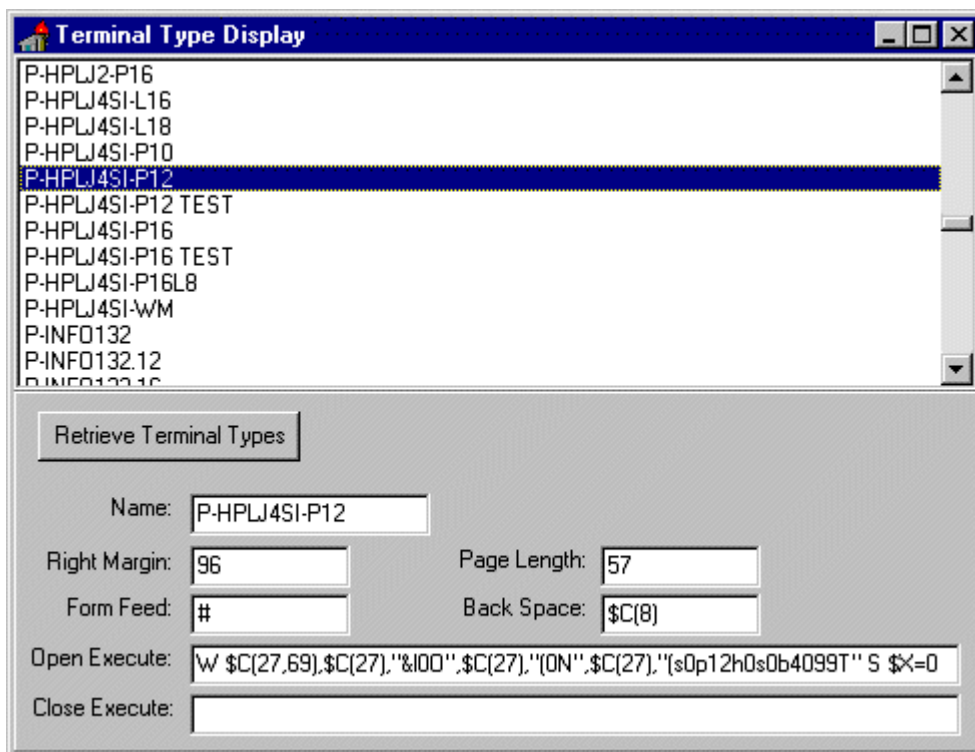 Terminal Type Display
P-HPLJ2-P16
P-HPLJ4SI-L16
P-HPLJ4SI-L18
P-HPLJ4SI-P10
P-HPLJ4SI-P12
P-HPLJ4SI-P12 TEST
P-HPLJ4SI-P16
P-HPLJ4SI-P16 TEST
P-HPLJ4SI-P16L8
P-HPLJ4SI-WM
P-INFO132
P-INFO132.12
P-INFO132.16
Retrieve Terminal Types
Name: P-HPLJ4SI-P12
Right Margin: 96 Page Length: 57
Form Feed: # Back Space: $C(8)
Open Execute: W $C(27,69),$C(27),"&l0O",$C(27),"(0N",$C(27),"(s0p12h0s0b4099T" S $X=0
Close Execute: